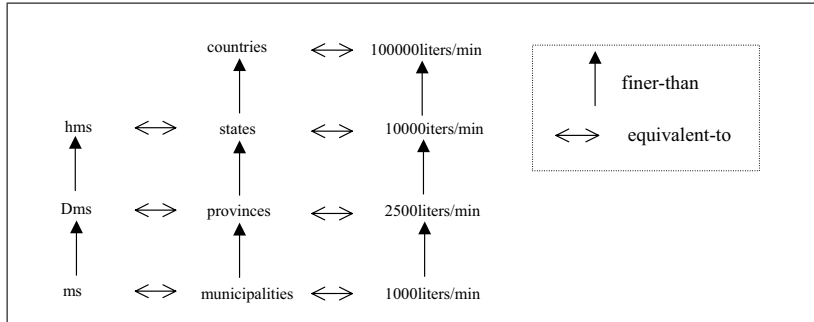 countries 100000liters/min
finer-than
hms states 10000iters/min
equivalent-to
Dms provinces 2500liters/min
ms municipalities 1000liters/min